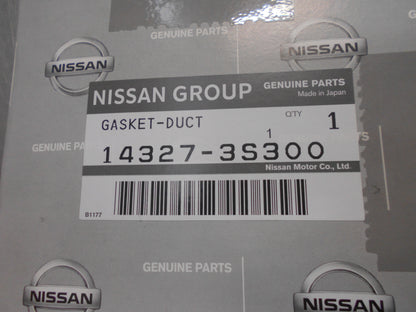 GENUINE PARTS
NISSAN
NISSAN
NISSAN GROUP
GENUINE PARTS
Made in Japan
GASKET-DUCT
1
Q'TY
1
14327-3S300
Nissan Motor Co., Ltd.
GENUINE
B1177
GENUINE PARTS
NISSAN
NISSAN